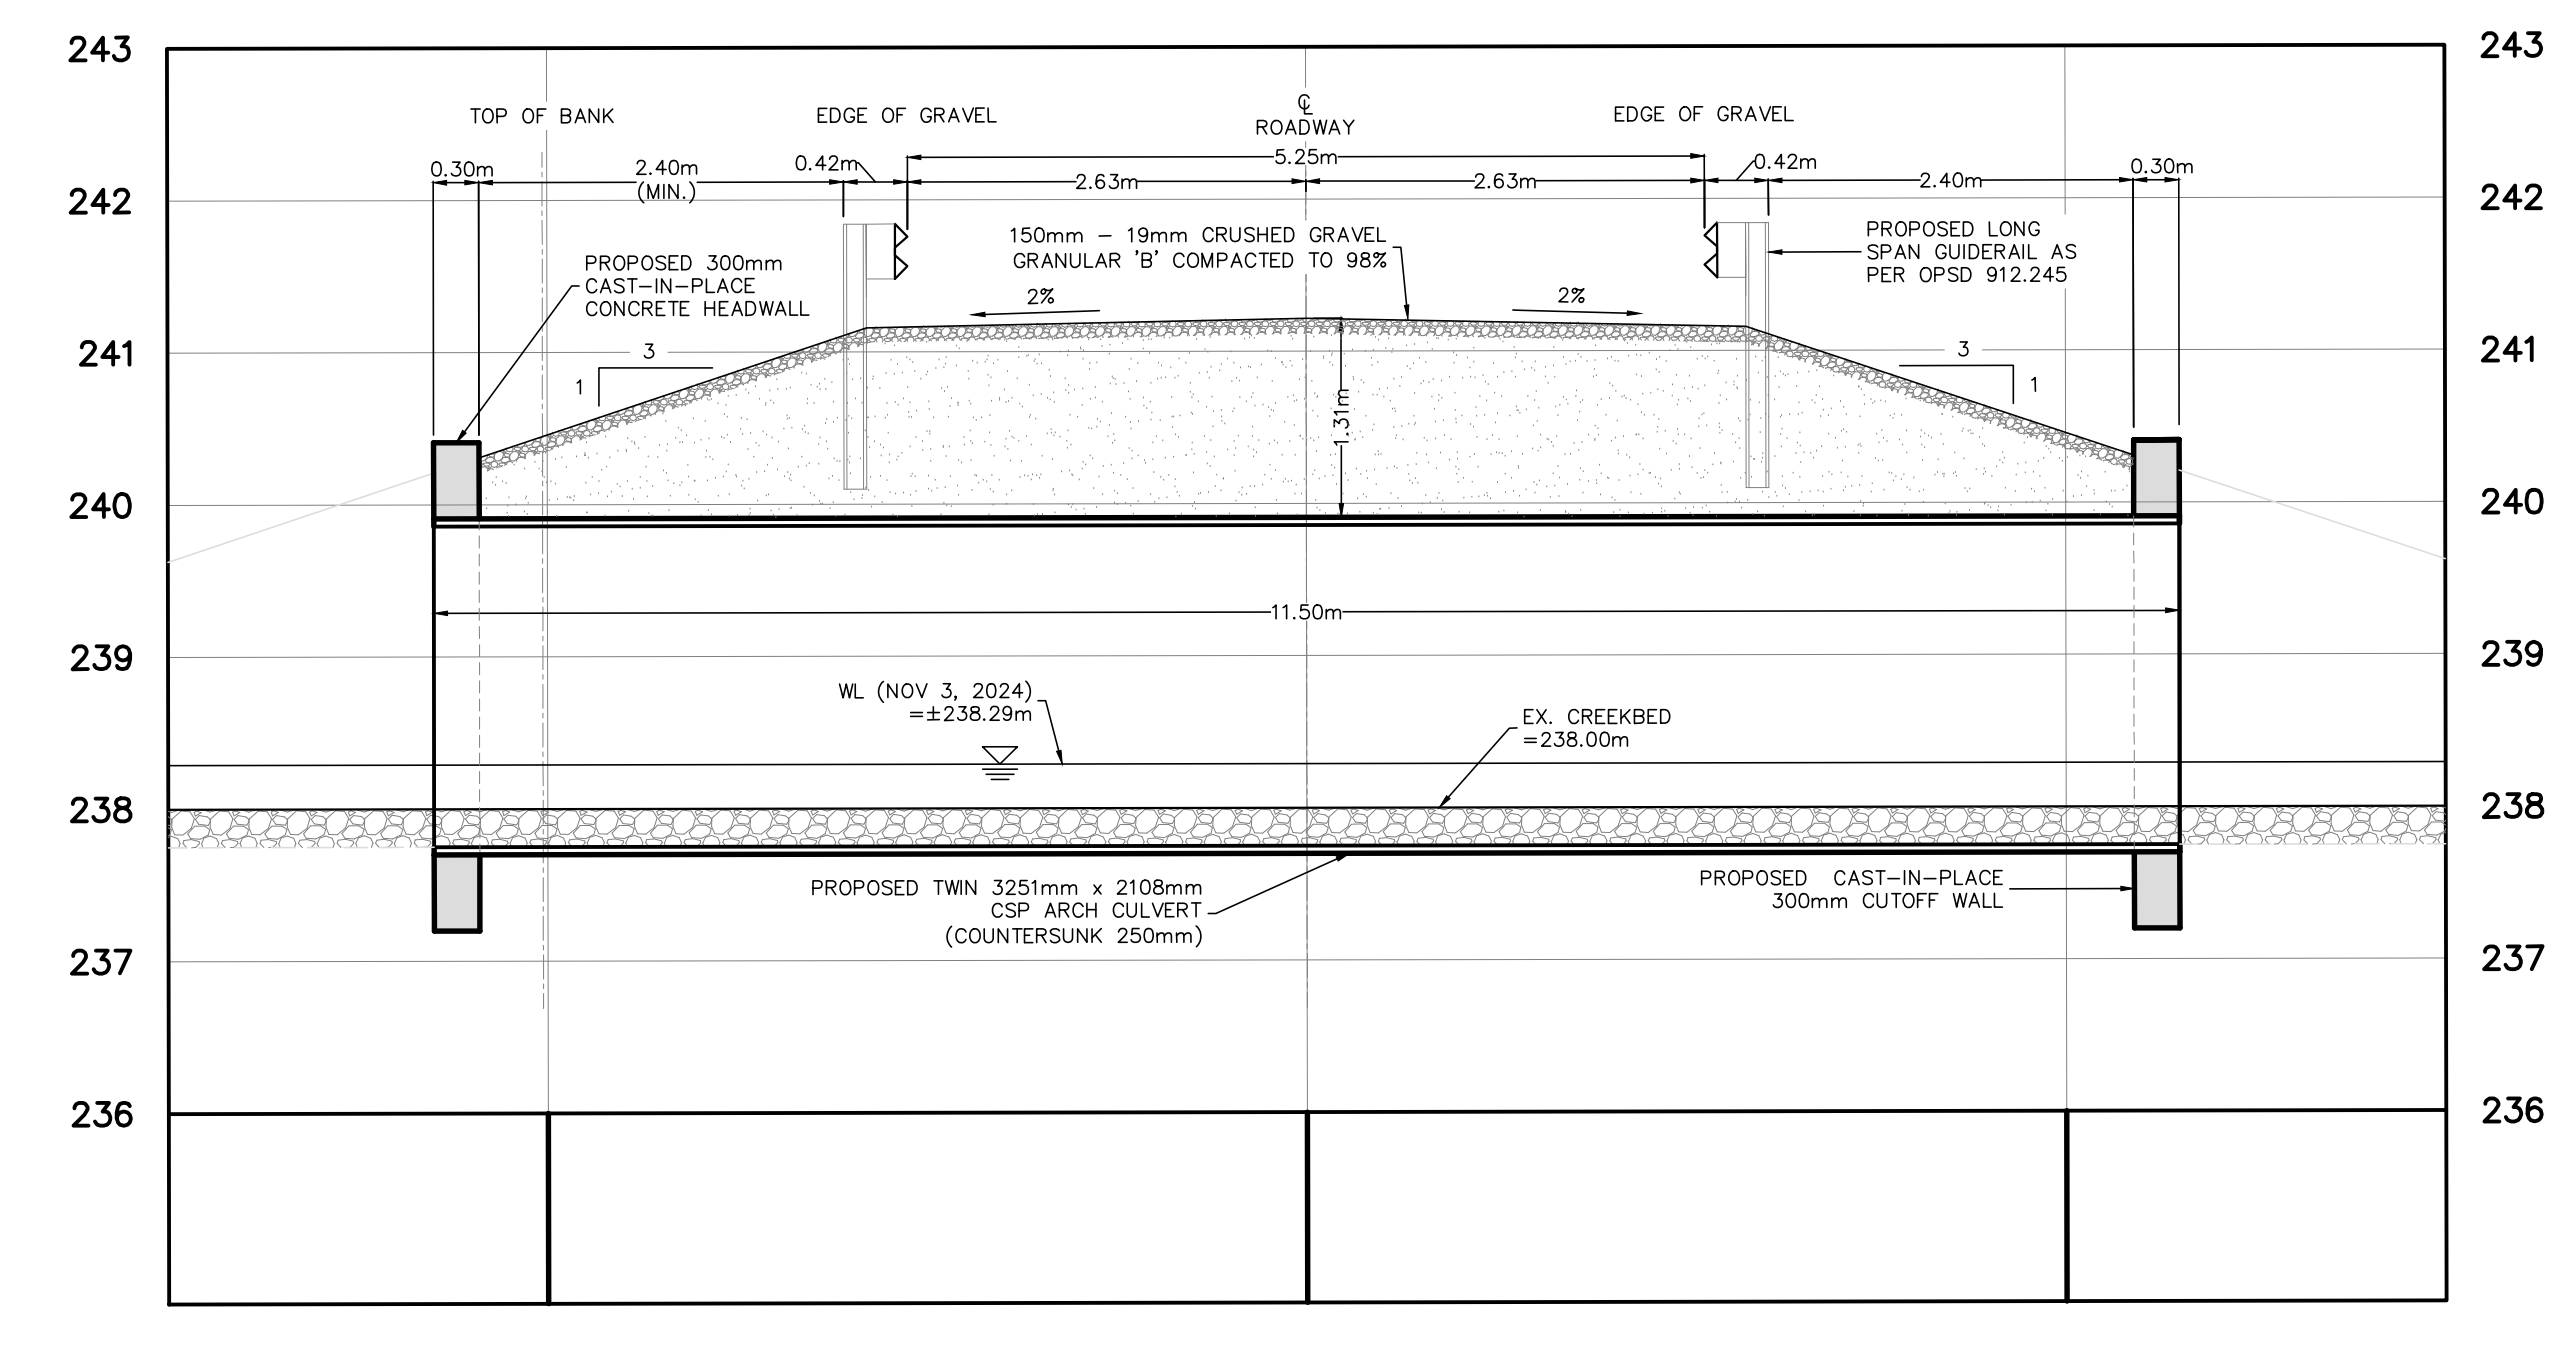 243
243
℄
TOP OF BANK
EDGE OF GRAVEL
ROADWAY
EDGE OF GRAVEL
0.30m
2.40m
(MIN.)
0.42m
5.25m
2.63m
2.63m
0.42m
2.40m
0.30m
242
242
PROPOSED 300mm
CAST-IN-PLACE
CONCRETE HEADWALL
150mm - 19mm CRUSHED GRAVEL
GRANULAR 'B' COMPACTED TO 98%
PROPOSED LONG
SPAN GUIDERAIL AS
PER OPSD 912.245
2%
2%
241
241
3
1
3
1
1.31m
240
240
11.50m
239
239
WL (NOV 3, 2024)
=±238.29m
EX. CREEKBED
=238.00m
238
238
PROPOSED TWIN 3251mm x 2108mm
CSP ARCH CULVERT
(COUNTERSUNK 250mm)
PROPOSED CAST-IN-PLACE
300mm CUTOFF WALL
237
237
236
236